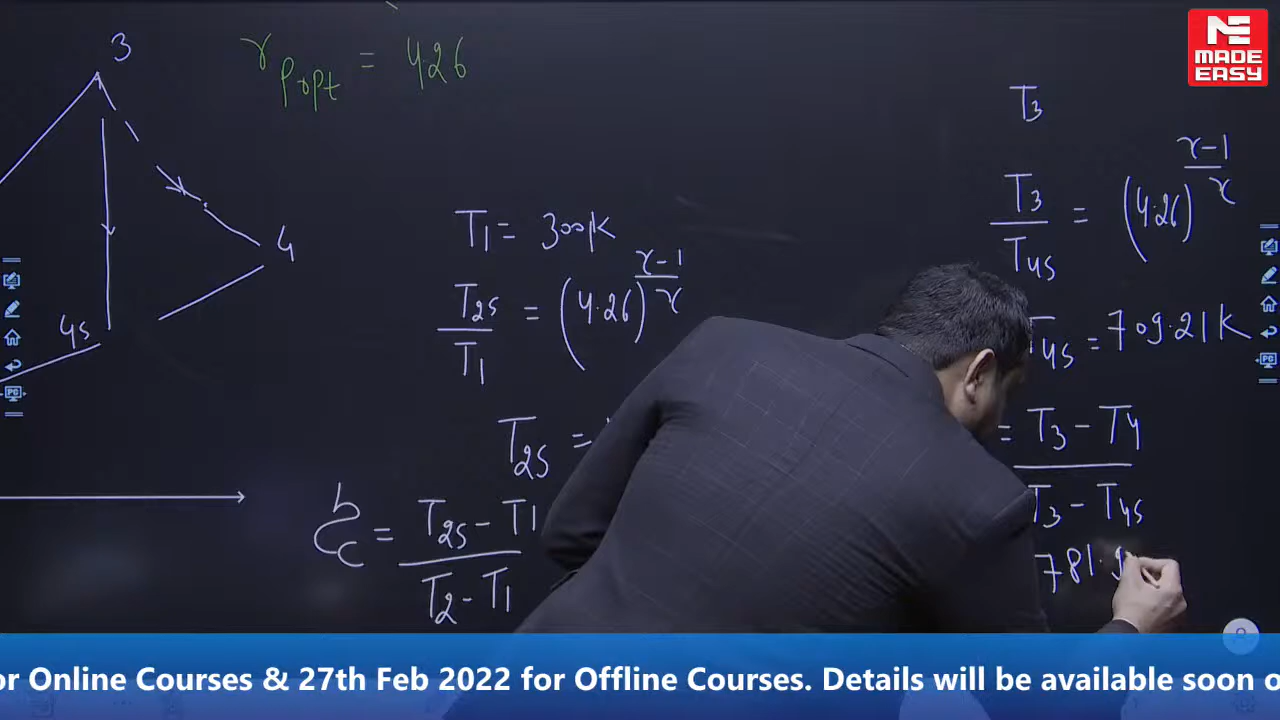 MADE
EASY
3
r p opt = 4.26
4
4s
T1 = 300K
T2s/T1 = (4.26)^(γ-1)/γ
T2s =
= T2s - T1 / T2 - T1
T3
T3/T4s = (4.26)^(γ-1)/γ
T4s = 709.21K
= T3 - T4 / T3 - T4s
781.9
or Online Courses & 27th Feb 2022 for Offline Courses. Details will be available soon o